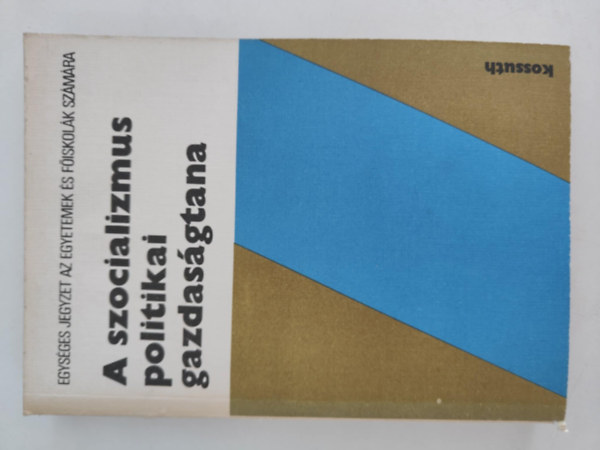 EGYSÉGES JEGYZET AZ EGYETEMEK ÉS FŐISKOLÁK SZÁMÁRA
A szocializmus
politikai
gazdaságtana
kossuth